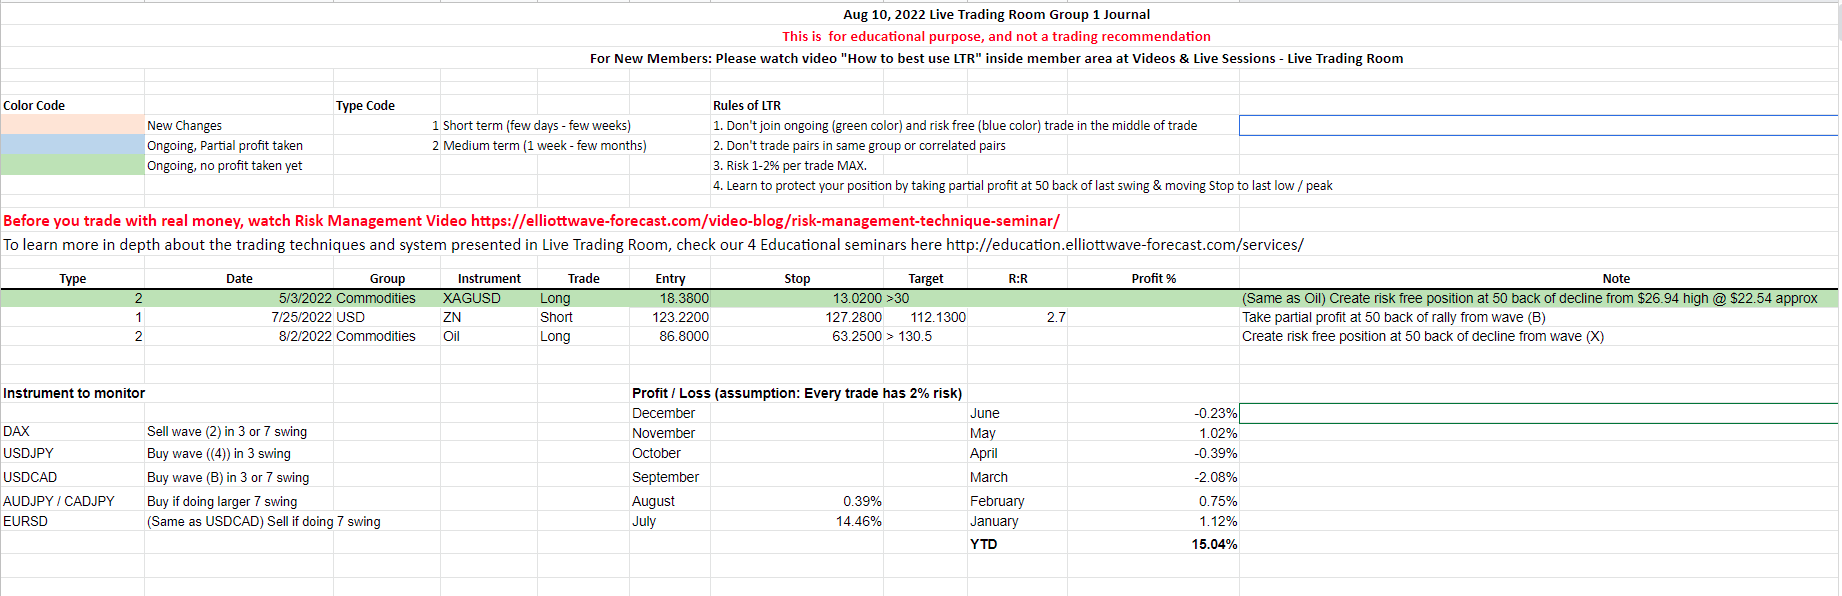 Aug 10, 2022 Live Trading Room Group 1 Journal
This is  for educational purpose, and not a trading recommendation
For New Members: Please watch video "How to best use LTR" inside member area at Videos & Live Sessions - Live Trading Room
Color Code Type Code Rules of LTR
New Changes 1 Short term (few days - few weeks) 1. Don't join ongoing (green color) and risk free (blue color) trade in the middle of trade
Ongoing, Partial profit taken 2 Medium term (1 week - few months) 2. Don't trade pairs in same group or correlated pairs
Ongoing, no profit taken yet 3. Risk 1-2% per trade MAX.
4. Learn to protect your position by taking partial profit at 50 back of last swing & moving Stop to last low / peak
Before you trade with real money, watch Risk Management Video https://elliottwave-forecast.com/video-blog/risk-management-technique-seminar/
To learn more in depth about the trading techniques and system presented in Live Trading Room, check our 4 Educational seminars here http://education.elliottwave-forecast.com/services/
Type Date Group Instrument Trade Entry Stop Target R:R Profit % Note
2 5/3/2022 Commodities XAGUSD Long 18.3800 13.0200 >30 (Same as Oil) Create risk free position at 50 back of decline from $26.94 high @ $22.54 approx
1 7/25/2022 USD ZN Short 123.2200 127.2800 112.1300 2.7 Take partial profit at 50 back of rally from wave (B)
2 8/2/2022 Commodities Oil Long 86.8000 63.2500 > 130.5 Create risk free position at 50 back of decline from wave (X)
Instrument to monitor Profit / Loss (assumption: Every trade has 2% risk)
December June -0.23%
DAX Sell wave (2) in 3 or 7 swing November May 1.02%
USDJPY Buy wave ((4)) in 3 swing October April -0.39%
USDCAD Buy wave (B) in 3 or 7 swing September March -2.08%
AUDJPY / CADJPY Buy if doing larger 7 swing August 0.39% February 0.75%
EURSD (Same as USDCAD) Sell if doing 7 swing July 14.46% January 1.12%
YTD 15.04%